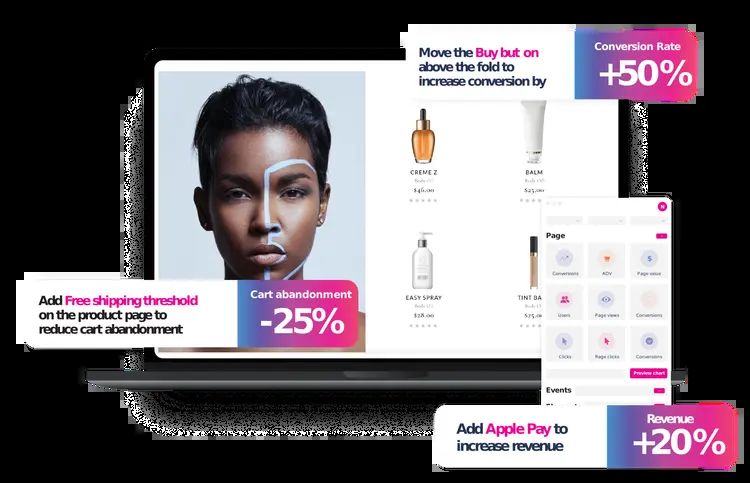 Move the Buy but on
above the fold to
increase conversion by
Conversion Rate
+50%
CREME Z
$46.00
BALM
$23.00
EASY SPRAY
$28.00
TINT BA
$25.00
Add Free shipping threshold
on the product page to
reduce cart abandonment
Cart abandonment
-25%
N
Page
Conversions
AOV
Page value
Users
Page views
Conversions
Clicks
Rage clicks
Conversions
Preview chart
Events
Add Apple Pay to
increase revenue
Revenue
+20%